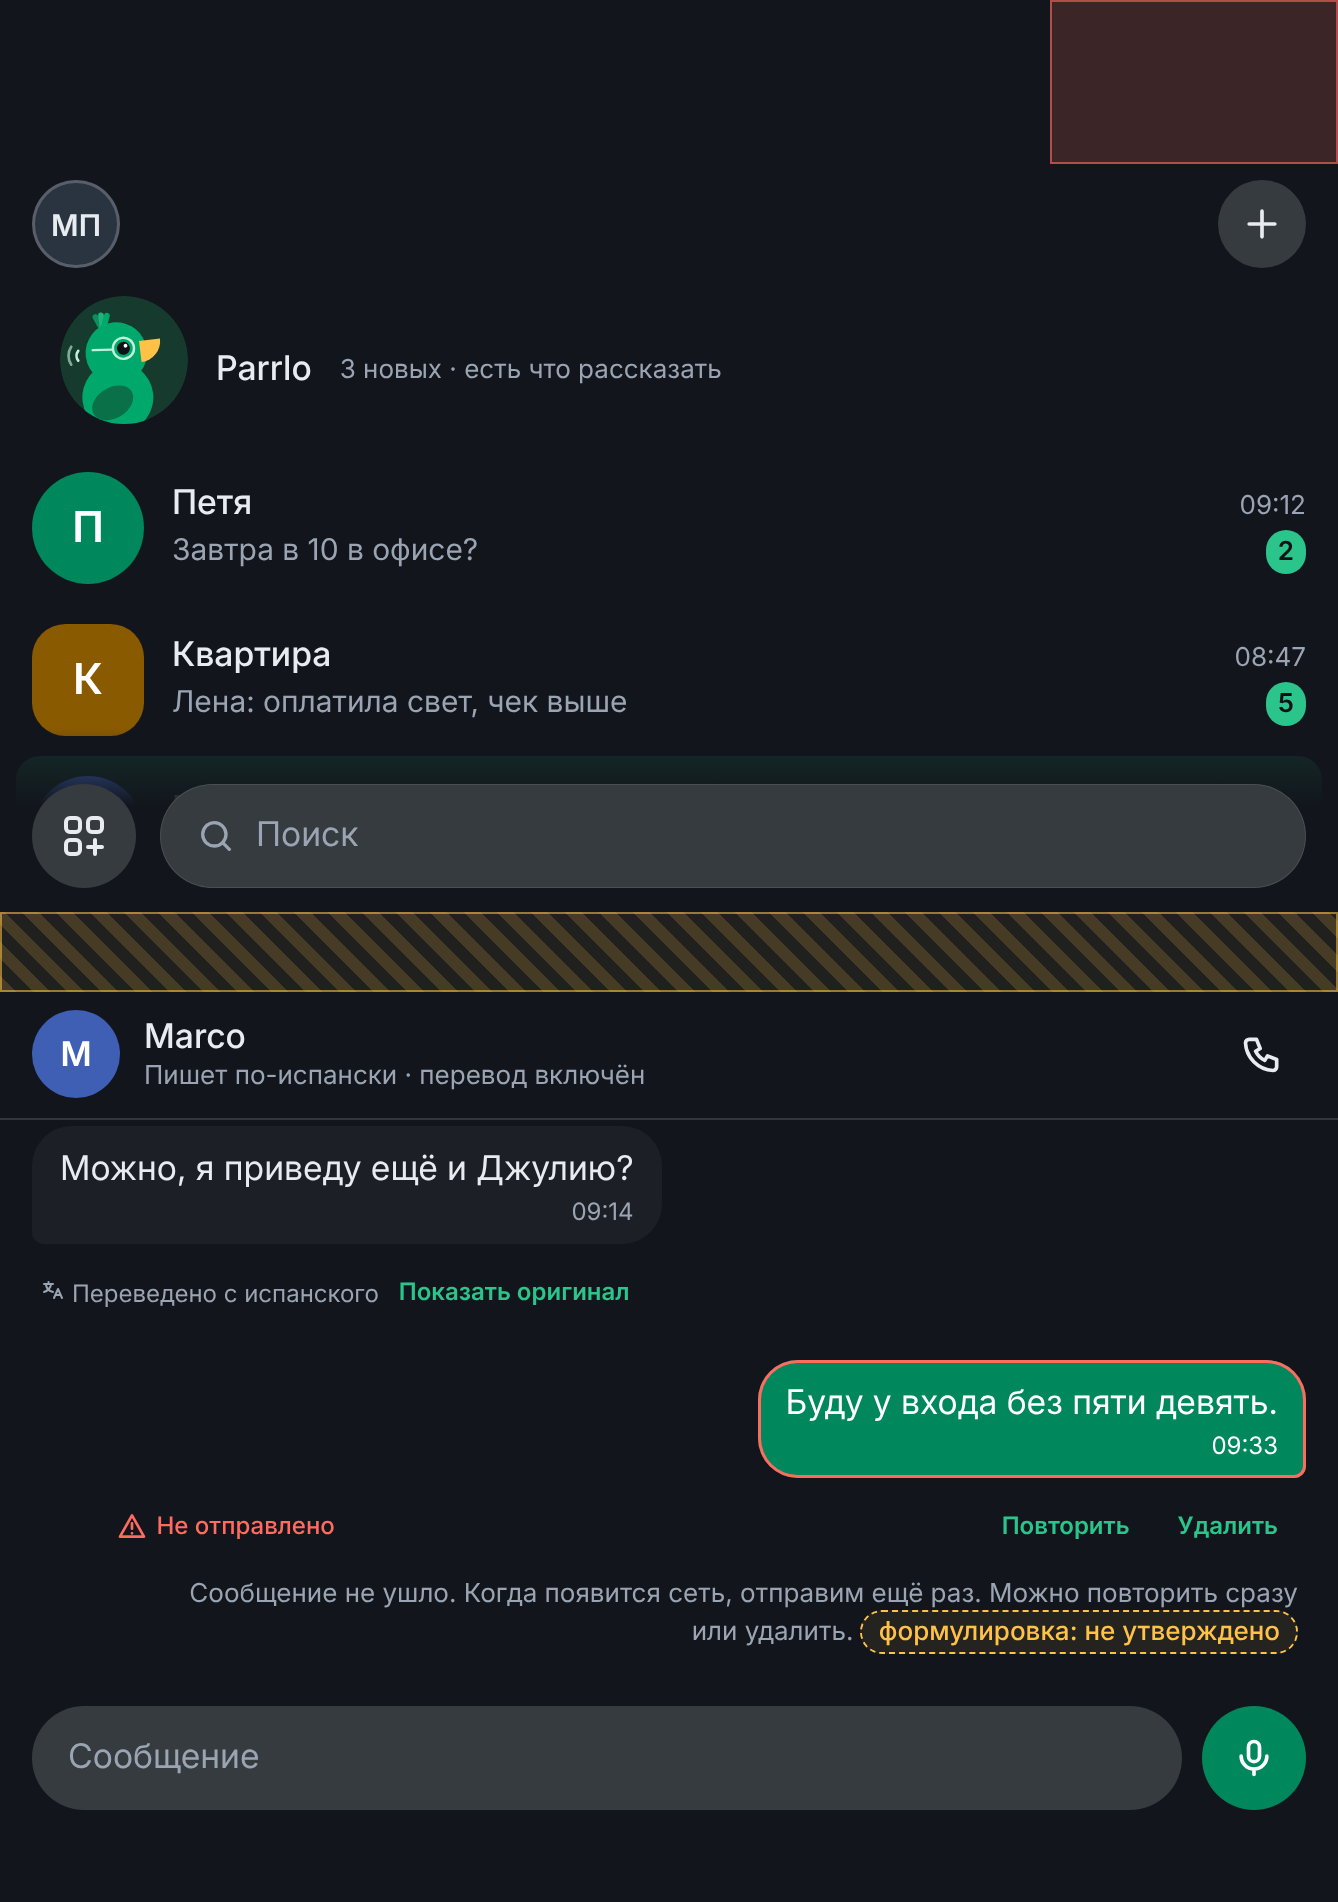 МП
Parrlo 3 новых · есть что рассказать
П
Петя
09:12
Завтра в 10 в офисе?
2
К
Квартира
08:47
Лена: оплатила свет, чек выше
5
Поиск
M
Marco
Пишет по-испански · перевод включён
Можно, я приведу ещё и Джулию?
09:14
Переведено с испанского Показать оригинал
Буду у входа без пяти девять.
09:33
Не отправлено Повторить Удалить
Сообщение не ушло. Когда появится сеть, отправим ещё раз. Можно повторить сразу
или удалить. формулировка: не утверждено
Сообщение